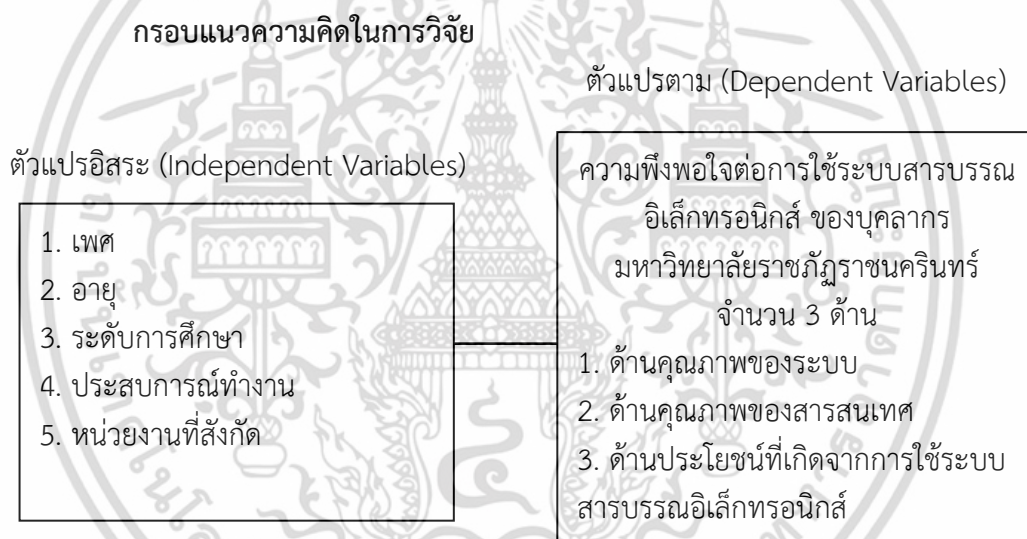 กรอบแนวความคิดในการวิจัย
ตัวแปรตาม (Dependent Variables)
ตัวแปรอิสระ (Independent Variables)
1. เพศ
2. อายุ
3. ระดับการศึกษา
4. ประสบการณ์ทำงาน
5. หน่วยงานที่สังกัด
ความพึงพอใจต่อการใช้ระบบสารบรรณ
อิเล็กทรอนิกส์ ของบุคลากร
มหาวิทยาลัยราชภัฏราชนครินทร์
จำนวน 3 ด้าน
1. ด้านคุณภาพของระบบ
2. ด้านคุณภาพของสารสนเทศ
3. ด้านประโยชน์ที่เกิดจากการใช้ระบบ
สารบรรณอิเล็กทรอนิกส์